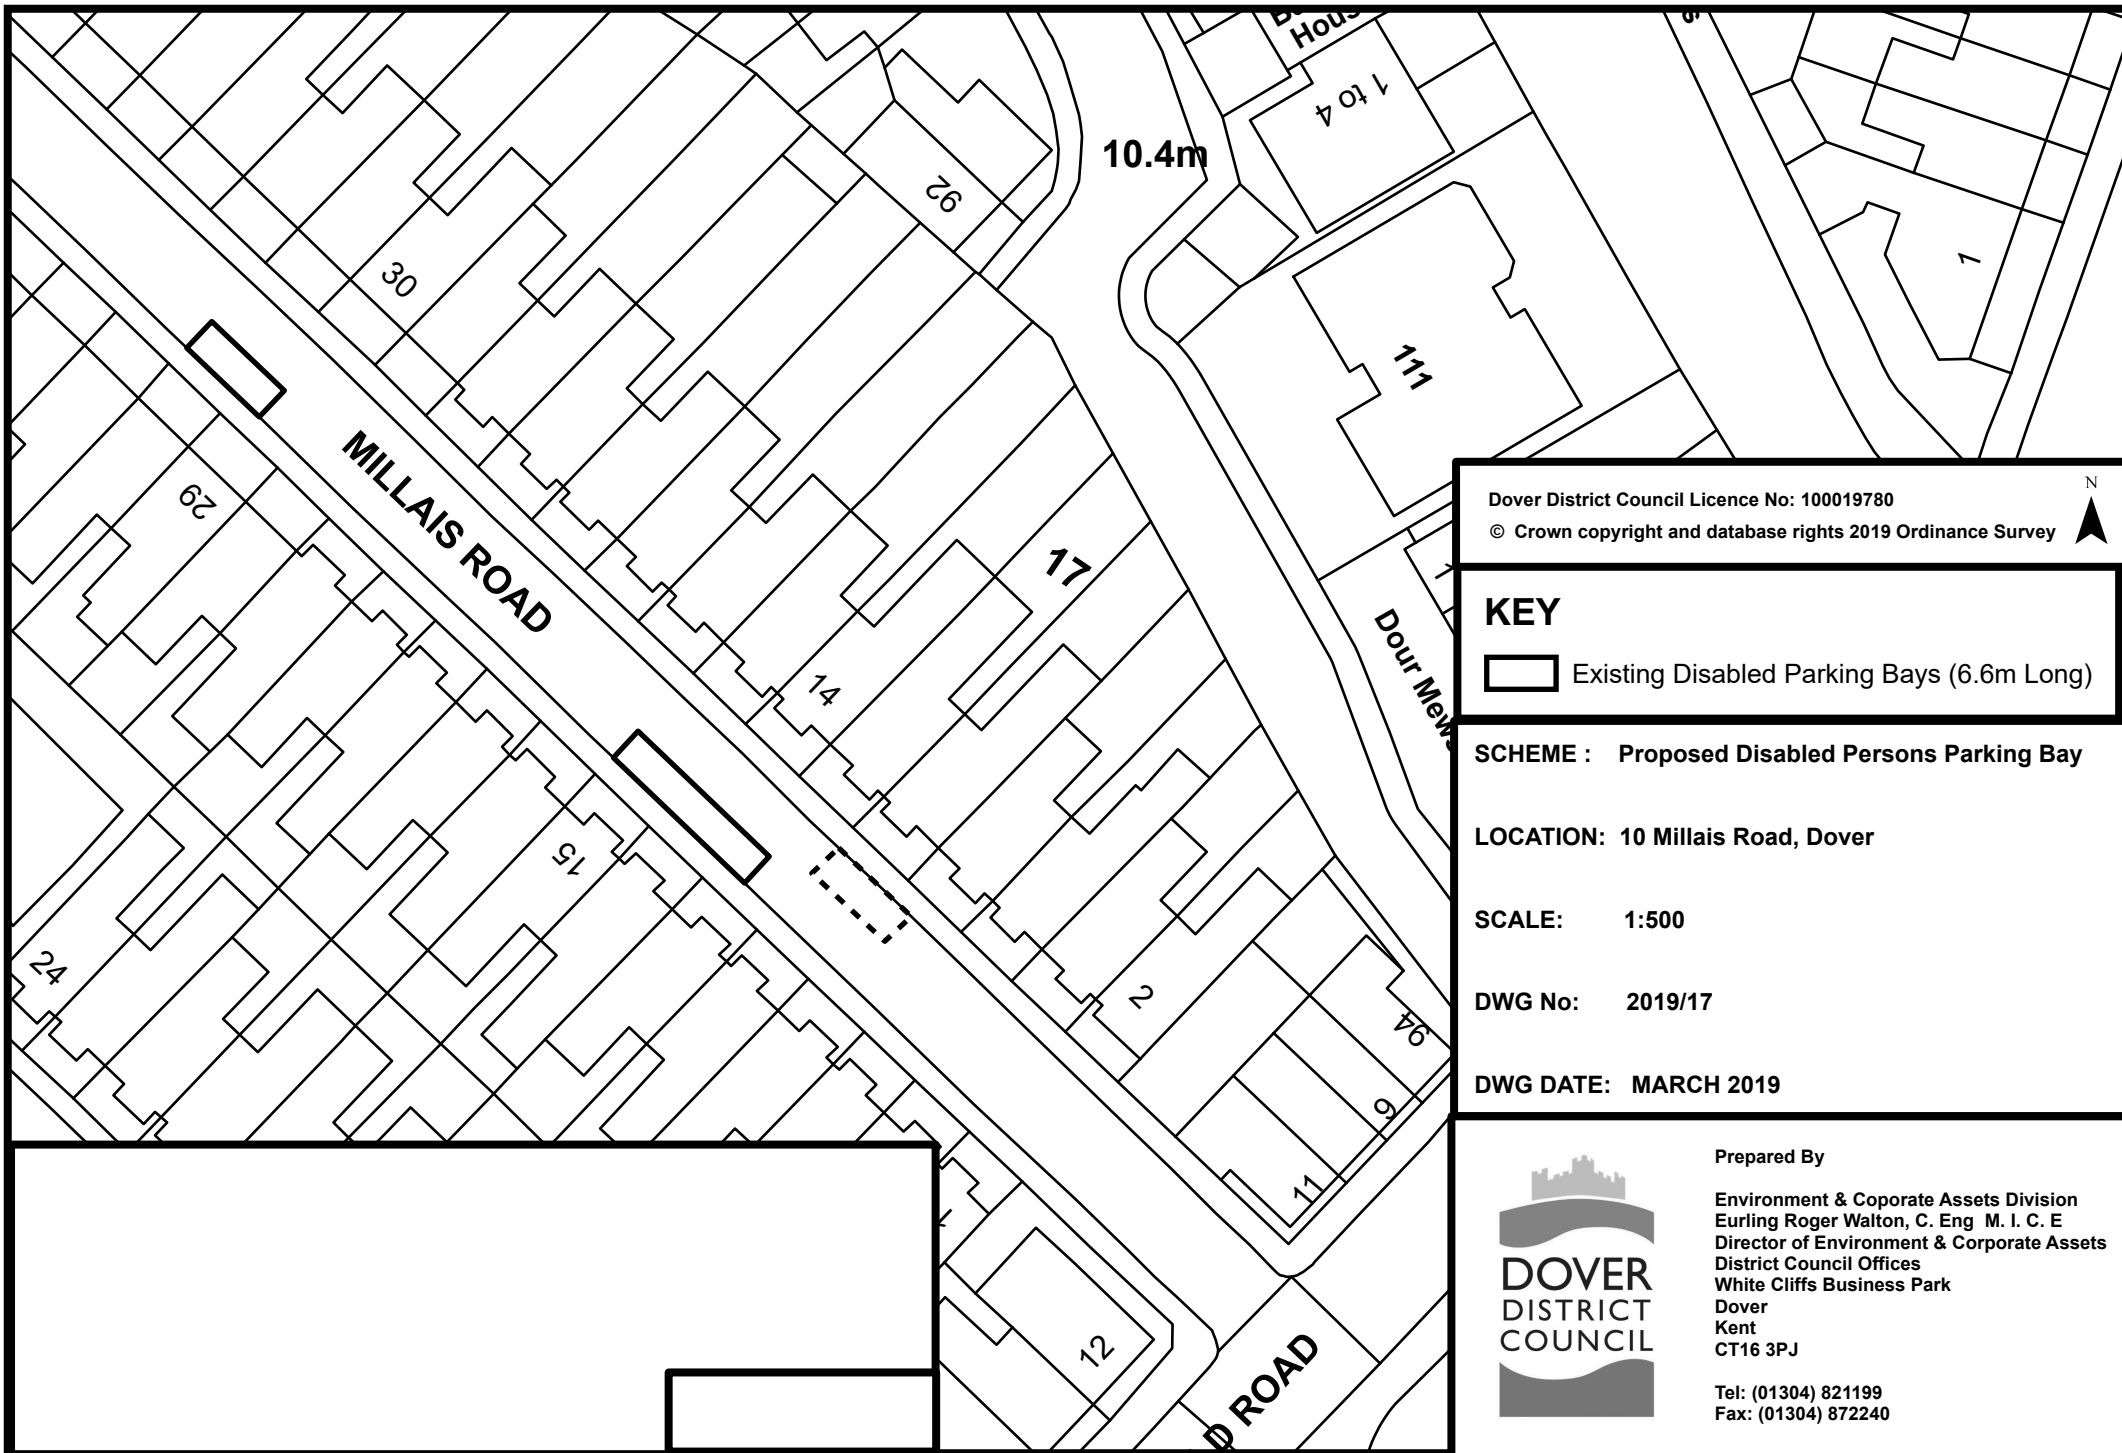 Hous
1 to 4
10.4m
92
30
1
111
29
MILLAIS ROAD
17
14
Dour Mews
15
24
2
94
9
11
12
D ROAD
Dover District Council Licence No: 100019780
© Crown copyright and database rights 2019 Ordinance Survey
N
KEY
Existing Disabled Parking Bays (6.6m Long)
SCHEME : Proposed Disabled Persons Parking Bay
LOCATION: 10 Millais Road, Dover
SCALE: 1:500
DWG No: 2019/17
DWG DATE: MARCH 2019
DOVER
DISTRICT
COUNCIL
Prepared By
Environment & Coporate Assets Division
Eurling Roger Walton, C. Eng M. I. C. E
Director of Environment & Corporate Assets
District Council Offices
White Cliffs Business Park
Dover
Kent
CT16 3PJ
Tel: (01304) 821199
Fax: (01304) 872240